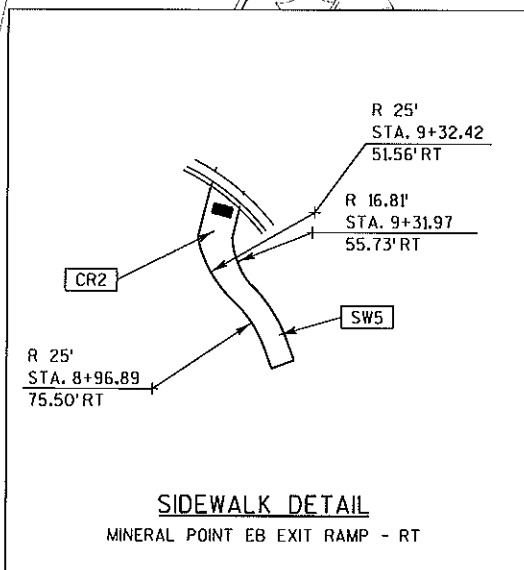 R 25'
STA. 9+32.42
51.56' RT
R 16.81'
STA. 9+31.97
55.73' RT
CR2
SW5
R 25'
STA. 8+96.89
75.50' RT
SIDEWALK DETAIL
MINERAL POINT EB EXIT RAMP - RT